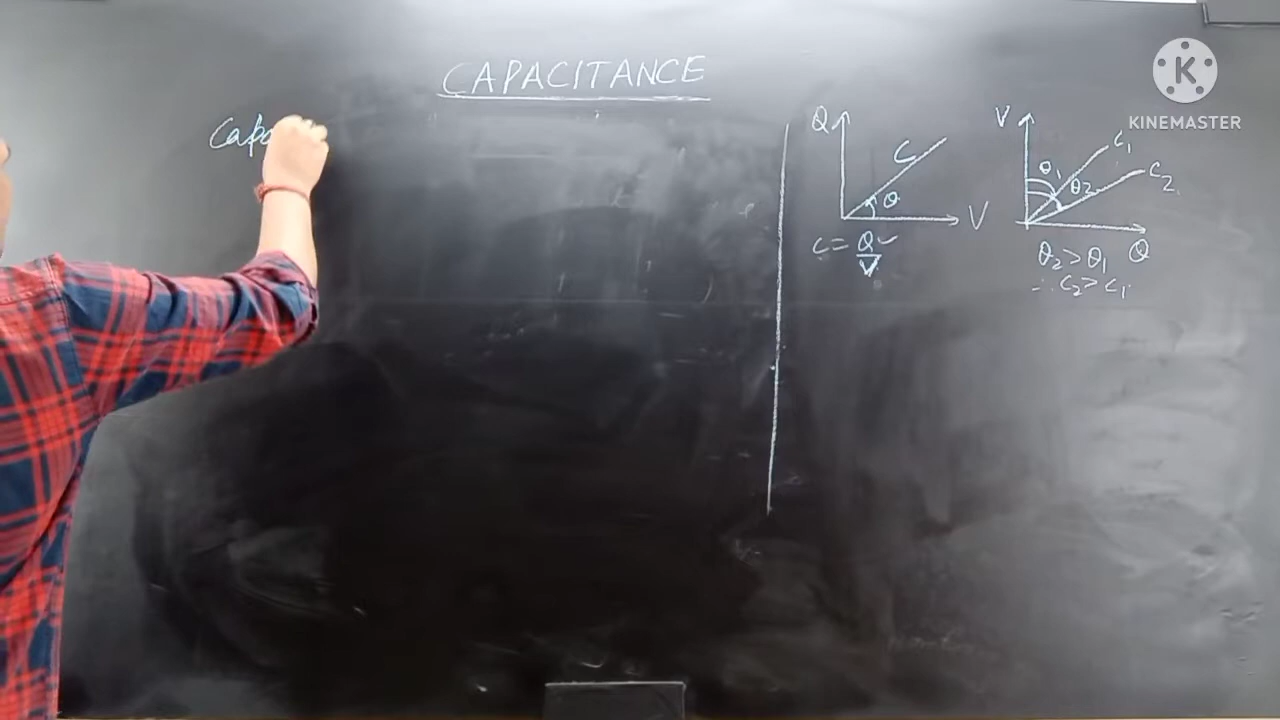 CAPACITANCE
Capa
Q
C
θ
V
C = Q
V
V
C1
C2
θ1
θ2
Q
θ2 > θ1
∴ C2 > C1
K
KINEMASTER